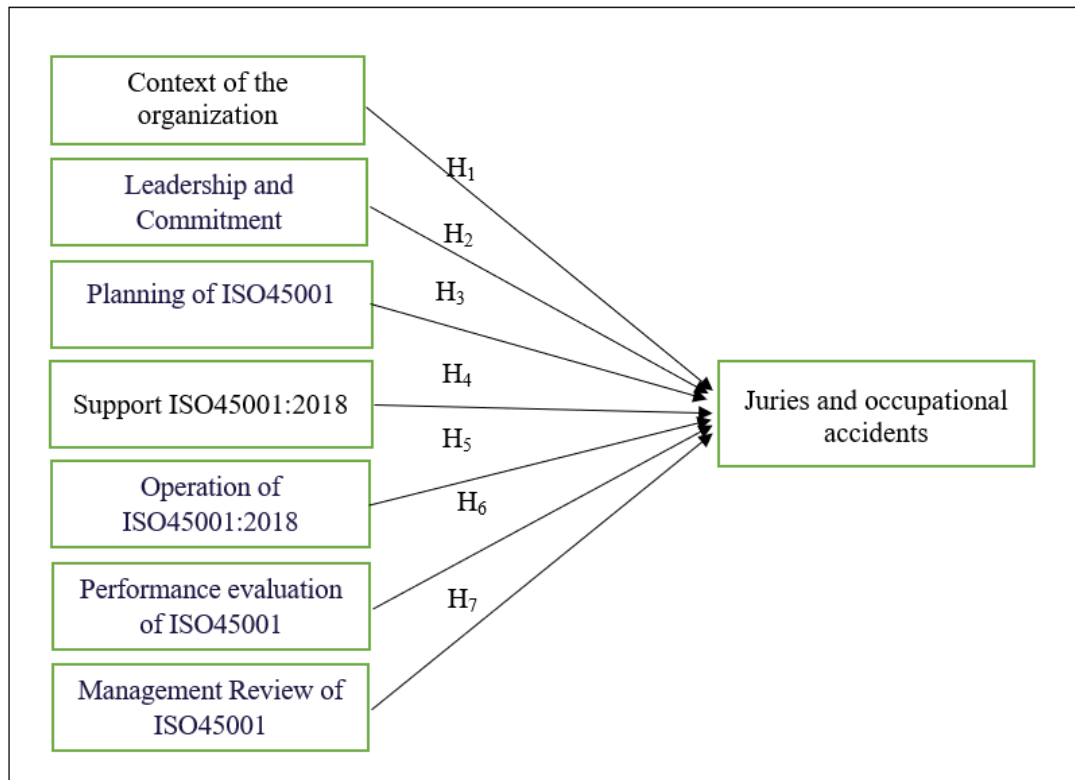 Context of the
organization
Leadership and
Commitment
Planning of ISO45001
Support ISO45001:2018
Operation of
ISO45001:2018
Performance evaluation
of ISO45001
Management Review of
ISO45001
H₁
H₂
H₃
H₄
H₅
H₆
H₇
Juries and occupational
accidents